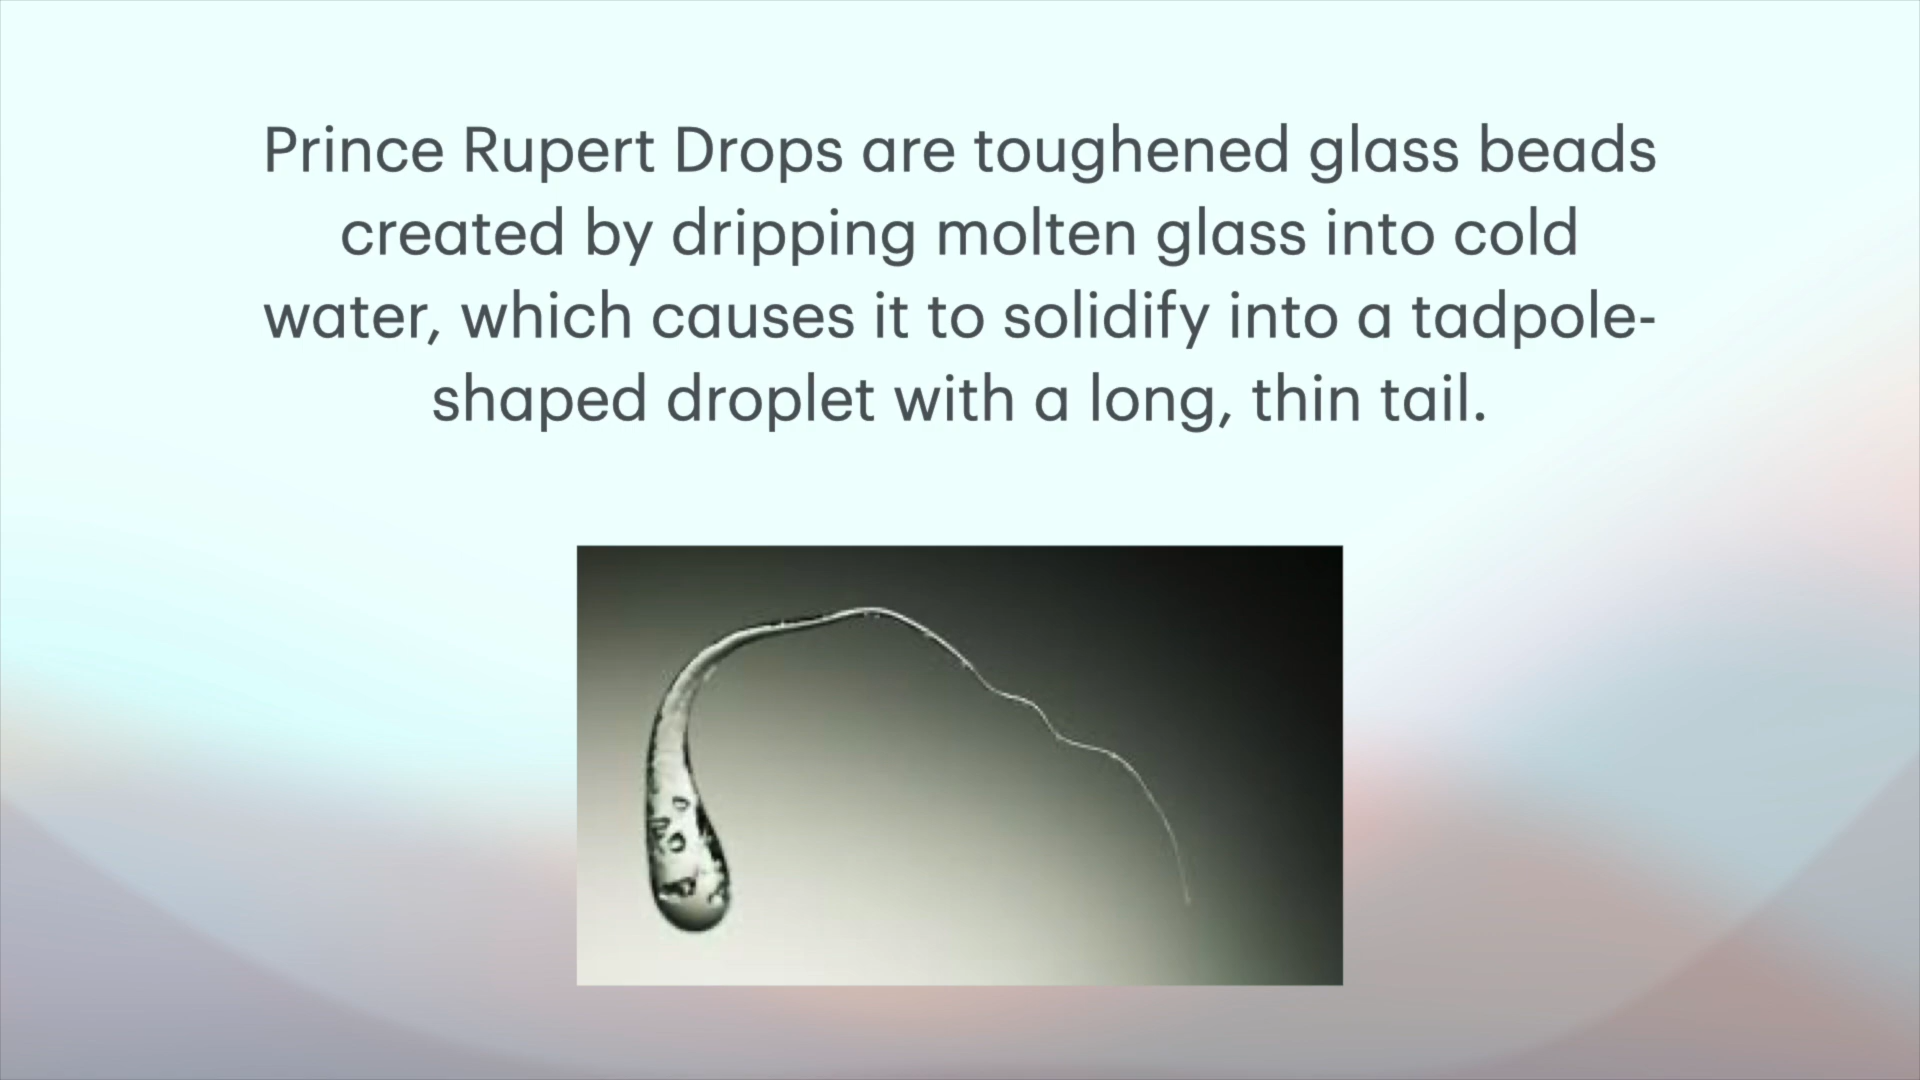 Prince Rupert Drops are toughened glass beads
created by dripping molten glass into cold
water, which causes it to solidify into a tadpole-
shaped droplet with a long, thin tail.